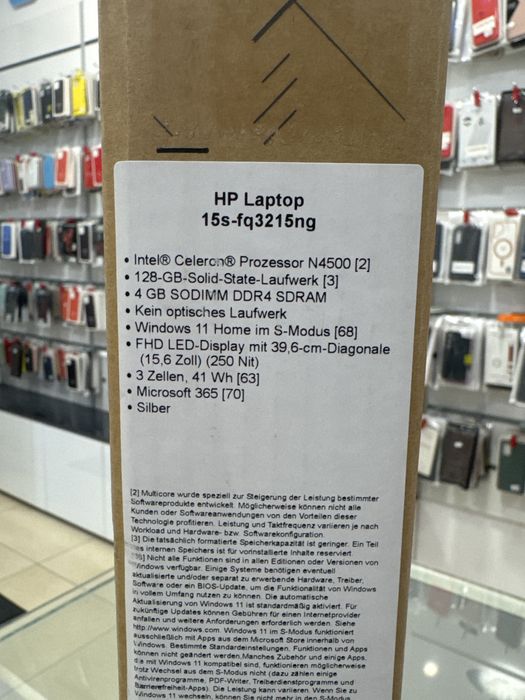 HP Laptop
15s-fq3215ng
• Intel® Celeron® Prozessor N4500 [2]
• 128-GB-Solid-State-Laufwerk [3]
• 4 GB SODIMM DDR4 SDRAM
• Kein optisches Laufwerk
• Windows 11 Home im S-Modus [68]
• FHD LED-Display mit 39,6-cm-Diagonale
(15,6 Zoll) (250 Nit)
• 3 Zellen, 41 Wh [63]
• Microsoft 365 [70]
• Silber
[2] Multicore wurde speziell zur Steigerung der Leistung bestimmter
Softwareprodukte entwickelt. Möglicherweise können nicht alle
Kunden oder Softwareanwendungen von den Vorteilen dieser
Technologie profitieren. Leistung und Taktfrequenz variieren je nach
Workload und Hardware- bzw. Softwarekonfiguration.
[3] Die tatsächlich formatierte Speicherkapazität ist geringer. Ein Teil
des internen Speichers ist für vorinstallierte Inhalte reserviert.
Nicht alle Funktionen sind in allen Editionen oder Versionen von
Windows verfügbar. Einige Systeme benötigen eventuell
aktualisierte und/oder separat zu erwerbende Hardware, Treiber,
Software oder ein BIOS-Update, um die Funktionalität von Windows
in vollem Umfang nutzen zu können. Die automatische
Aktualisierung von Windows 11 ist standardmäßig aktiviert. Für
zukünftige Updates können Gebühren für einen Internetprovider
anfallen und weitere Anforderungen erforderlich werden. Siehe
http://www.windows.com. Windows 11 im S-Modus funktioniert
ausschließlich mit Apps aus dem Microsoft Store innerhalb von
Windows. Bestimmte Standardeinstellungen, Funktionen und Apps
können nicht geändert werden.Manches Zubehör und einige Apps,
die mit Windows 11 kompatibel sind, funktionieren möglicherweise
trotz Wechsel aus dem S-Modus nicht (dazu zählen einige
Antivirenprogramme, PDF-Writer, Treiberdienstprogramme und
Barrierefreiheit-Apps). Die Leistung kann variieren. Wenn Sie zu
Windows 11 wechseln, können Sie nicht mehr in den S-Modus